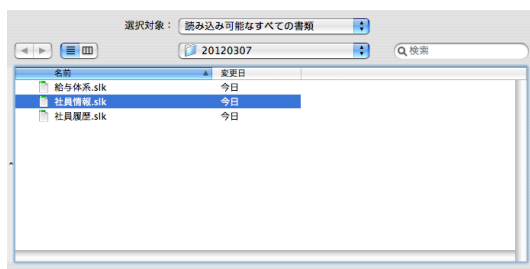 選択対象： 読み込み可能なすべての書類
20120307 検索
名前 変更日
給与体系.slk 今日
社員情報.slk 今日
社員履歴.slk 今日